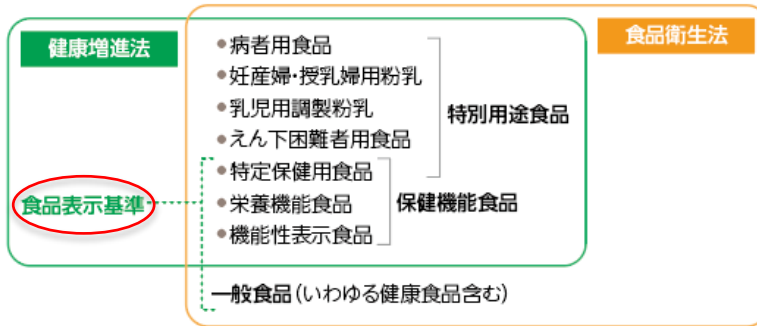 健康増進法
食品衛生法
●病者用食品
●妊産婦・授乳婦用粉乳
●乳児用調製粉乳
●えん下困難者用食品
特別用途食品
●特定保健用食品
●栄養機能食品
●機能性表示食品
保健機能食品
食品表示基準
一般食品(いわゆる健康食品含む)